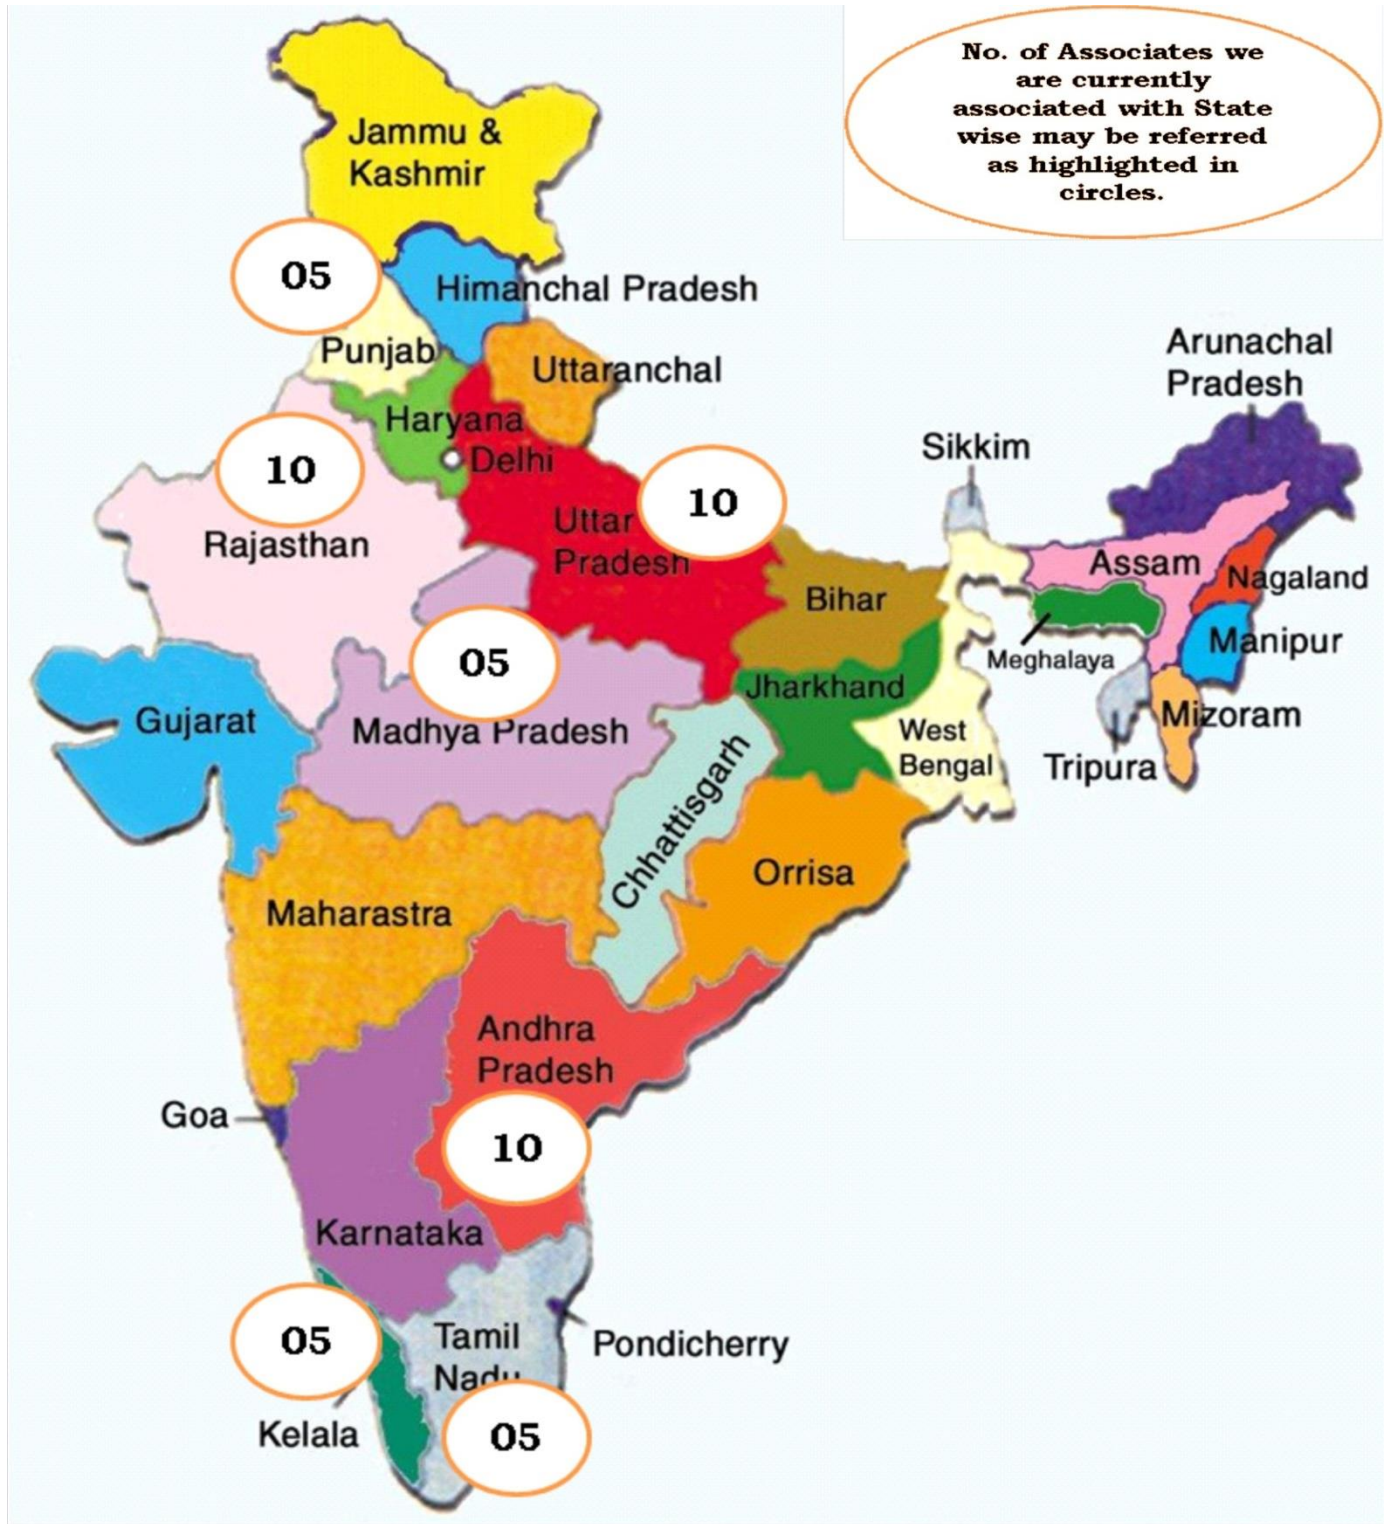 No. of Associates we
are currently
associated with State
wise may be referred
as highlighted in
circles.
Jammu &
Kashmir
05
Himanchal Pradesh
Punjab
Uttaranchal
Arunachal
Pradesh
Haryana
Delhi
Sikkim
10
10
Rajasthan
Uttar
Pradesh
Bihar
Assam
Nagaland
Manipur
Meghalaya
05
Jharkhand
Gujarat
Madhya Pradesh
West
Bengal
Mizoram
Tripura
Chhattisgarh
Orrisa
Maharastra
Andhra
Pradesh
Goa
10
Karnataka
05
Tamil
Nadu
Pondicherry
Kelala
05